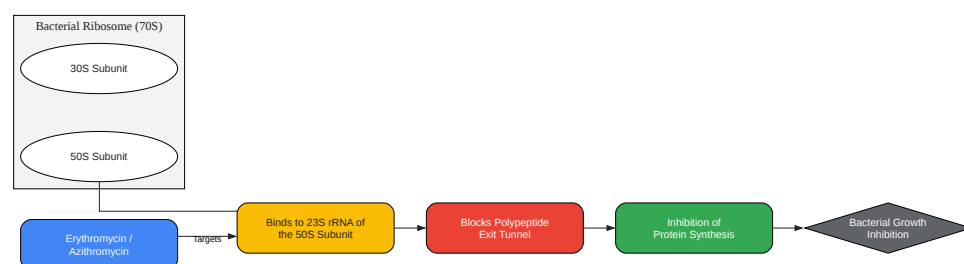 Bacterial Ribosome (70S)
30S Subunit
50S Subunit
Erythromycin /
Azithromycin
Targets
Binds to 23S rRNA of
the 50S Subunit
Blocks Polypeptide
Exit Tunnel
Inhibition of
Protein Synthesis
Bacterial Growth
Inhibition